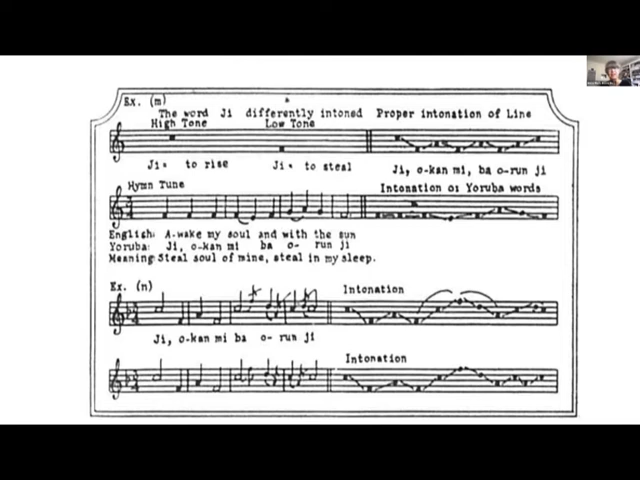 Ex. (m)
The word Ji differently intoned Proper intonation of Line
High Tone Low Tone
Ji= to rise Ji= to steal Ji, o-kan mi, ba o-run ji
Hymn Tune Intonation of Yoruba words
English: A-wake my soul and with the sun
Yoruba: Ji, o-kan mi ba o- run ji
Meaning: Steal soul of mine, steal in my sleep.
Ex. (n) Intonation
Ji, o-kan mi ba o- run ji
Intonation